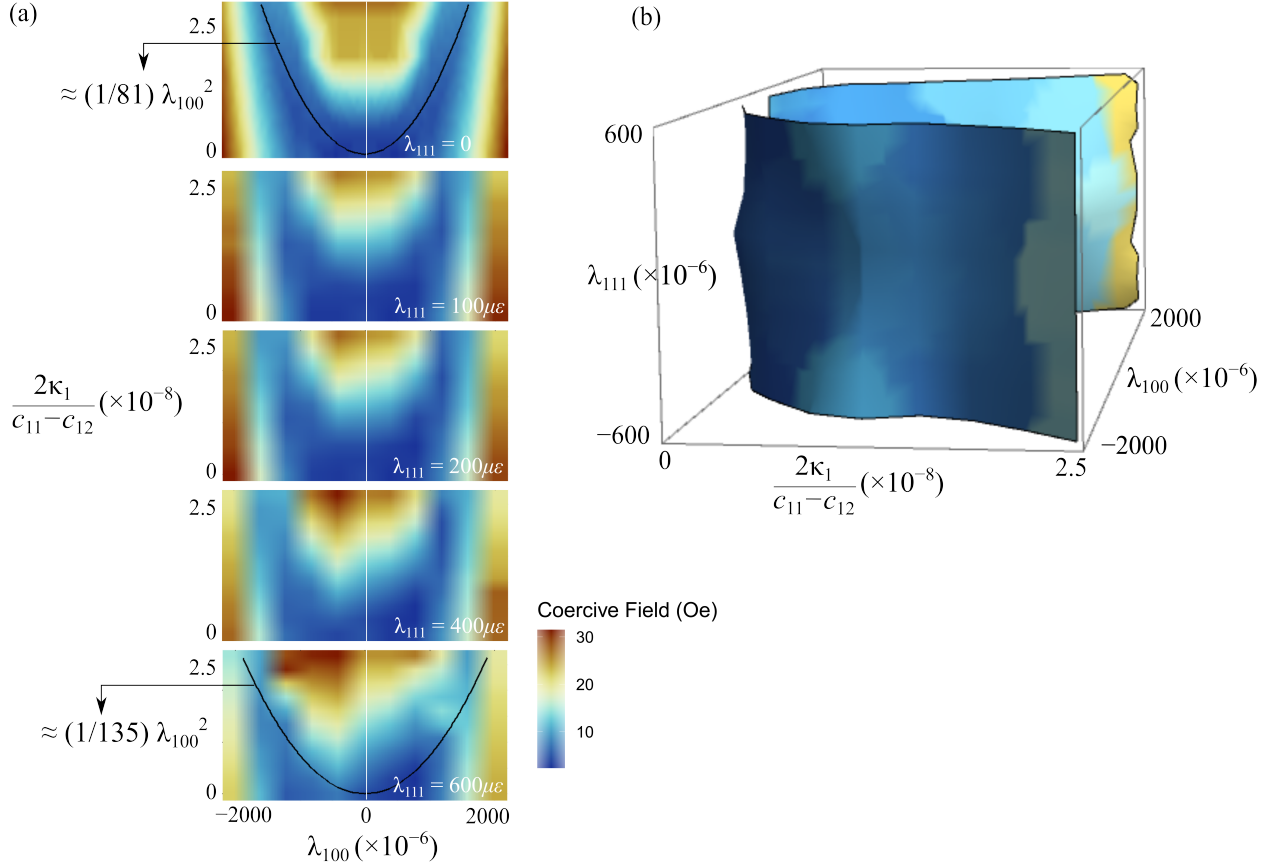 (a)
2.5
0
≈ (1/81) λ₁₀₀²
λ₁₁₁ = 0
2.5
0
λ₁₁₁ = 100με
2.5
0
λ₁₁₁ = 200με
2κ₁
c₁₁−c₁₂
(×10⁻⁸)
2.5
0
λ₁₁₁ = 400με
2.5
0
≈ (1/135) λ₁₀₀²
λ₁₁₁ = 600με
−2000
0
2000
λ₁₀₀ (×10⁻⁶)
Coercive Field (Oe)
30
20
10
(b)
600
λ₁₁₁ (×10⁻⁶)
−600
0
2κ₁
c₁₁−c₁₂
(×10⁻⁸)
2.5
2000
λ₁₀₀ (×10⁻⁶)
−2000